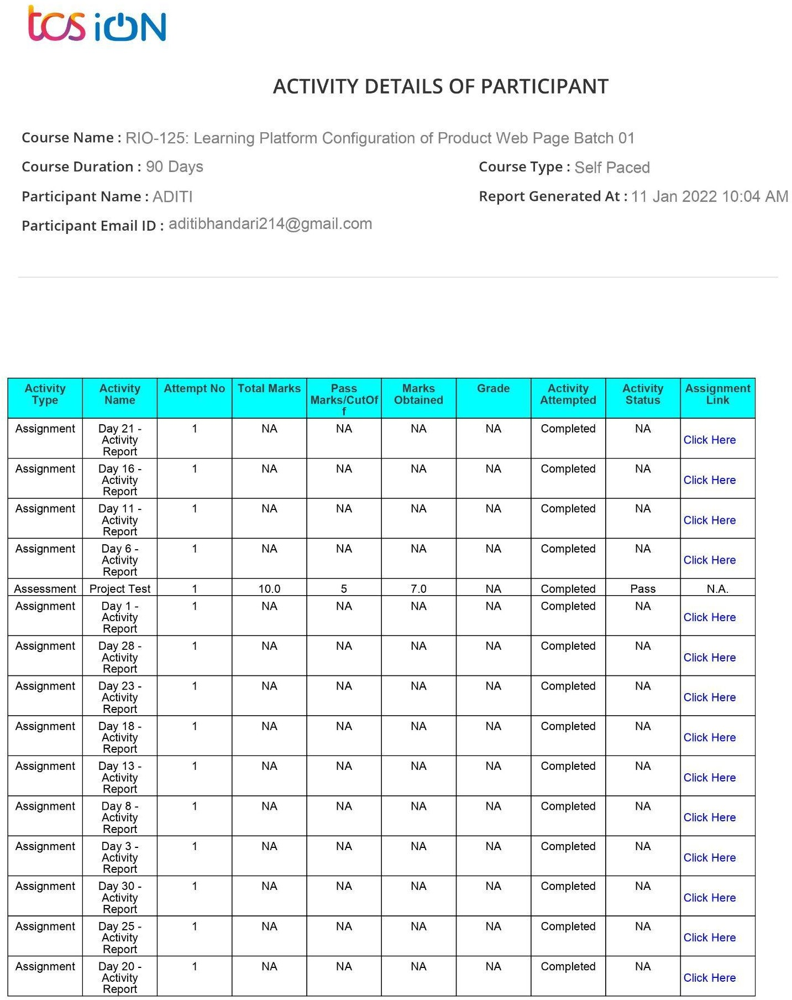 tcs iON
ACTIVITY DETAILS OF PARTICIPANT
Course Name : RIO-125: Learning Platform Configuration of Product Web Page Batch 01
Course Duration : 90 Days Course Type : Self Paced
Participant Name : ADITI Report Generated At : 11 Jan 2022 10:04 AM
Participant Email ID : aditibhandari214@gmail.com
Activity Type Activity Name Attempt No Total Marks Pass Marks/CutOff Marks Obtained Grade Activity Attempted Activity Status Assignment Link
Assignment Day 21 - Activity Report 1 NA NA NA NA Completed NA Click Here
Assignment Day 16 - Activity Report 1 NA NA NA NA Completed NA Click Here
Assignment Day 11 - Activity Report 1 NA NA NA NA Completed NA Click Here
Assignment Day 6 - Activity Report 1 NA NA NA NA Completed NA Click Here
Assessment Project Test 1 10.0 5 7.0 NA Completed Pass N.A.
Assignment Day 1 - Activity Report 1 NA NA NA NA Completed NA Click Here
Assignment Day 28 - Activity Report 1 NA NA NA NA Completed NA Click Here
Assignment Day 23 - Activity Report 1 NA NA NA NA Completed NA Click Here
Assignment Day 18 - Activity Report 1 NA NA NA NA Completed NA Click Here
Assignment Day 13 - Activity Report 1 NA NA NA NA Completed NA Click Here
Assignment Day 8 - Activity Report 1 NA NA NA NA Completed NA Click Here
Assignment Day 3 - Activity Report 1 NA NA NA NA Completed NA Click Here
Assignment Day 30 - Activity Report 1 NA NA NA NA Completed NA Click Here
Assignment Day 25 - Activity Report 1 NA NA NA NA Completed NA Click Here
Assignment Day 20 - Activity Report 1 NA NA NA NA Completed NA Click Here